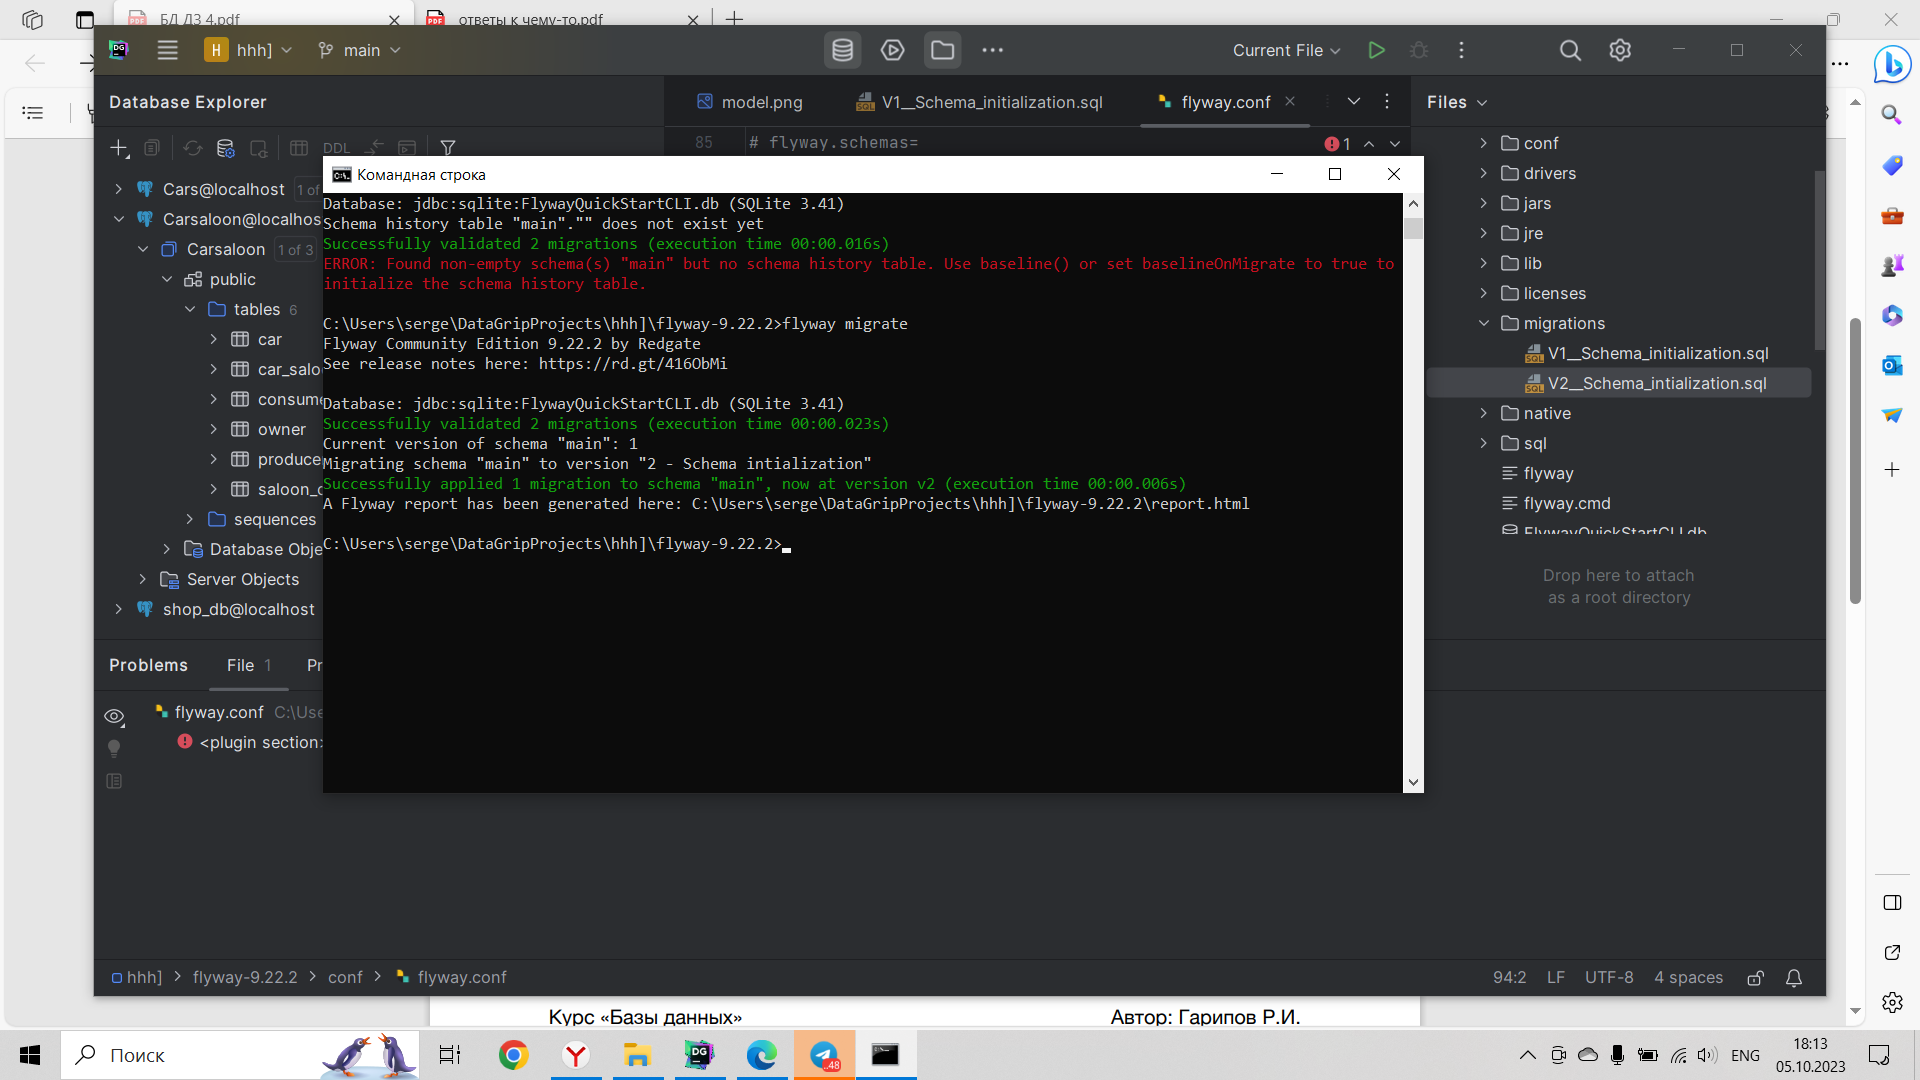 БД ДЗ 4.pdf
ответы к чему-то.pdf
DG
H
hhh]
main
Current File
Database Explorer
model.png
V1__Schema_initialization.sql
flyway.conf
Files
DDL
85
# flyway.schemas=
1
Cars@localhost
1 of
Carsaloon@localhos
Carsaloon
1 of 3
public
tables 6
car
car_salo
consume
owner
produce
saloon_
sequences
Database Obje
Server Objects
shop_db@localhost
Командная строка
Database: jdbc:sqlite:FlywayQuickStartCLI.db (SQLite 3.41)
Schema history table "main"."" does not exist yet
Successfully validated 2 migrations (execution time 00:00.016s)
ERROR: Found non-empty schema(s) "main" but no schema history table. Use baseline() or set baselineOnMigrate to true to
initialize the schema history table.
C:\Users\serge\DataGripProjects\hhh]\flyway-9.22.2>flyway migrate
Flyway Community Edition 9.22.2 by Redgate
See release notes here: https://rd.gt/416ObMi
Database: jdbc:sqlite:FlywayQuickStartCLI.db (SQLite 3.41)
Successfully validated 2 migrations (execution time 00:00.023s)
Current version of schema "main": 1
Migrating schema "main" to version "2 - Schema intialization"
Successfully applied 1 migration to schema "main", now at version v2 (execution time 00:00.006s)
A Flyway report has been generated here: C:\Users\serge\DataGripProjects\hhh]\flyway-9.22.2\report.html
C:\Users\serge\DataGripProjects\hhh]\flyway-9.22.2>
conf
drivers
jars
jre
lib
licenses
migrations
V1__Schema_initialization.sql
V2__Schema_intialization.sql
native
sql
flyway
flyway.cmd
FlywayQuickStartCLI.db
Drop here to attach
as a root directory
Problems
File 1
Pr
flyway.conf C:\Use
<plugin section>
hhh] > flyway-9.22.2 > conf > flyway.conf
94:2
LF
UTF-8
4 spaces
Курс «Базы данных»
Автор: Гарипов Р.И.
Поиск
DG
..48
ENG
18:13
05.10.2023